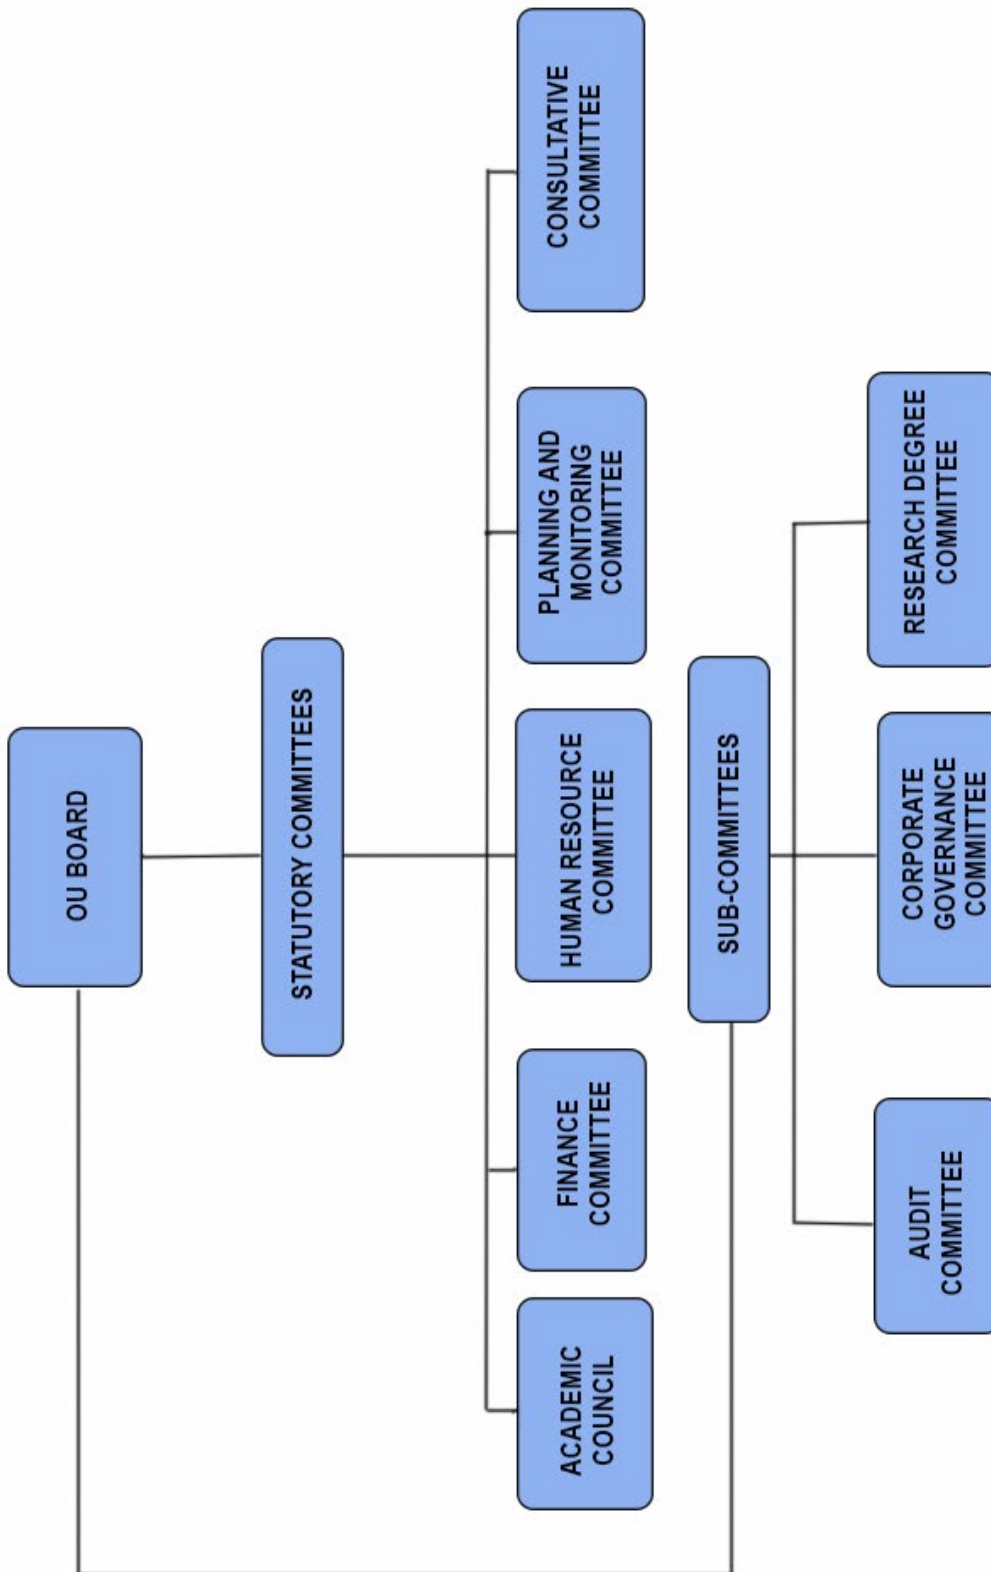 OU BOARD
STATUTORY COMMITTEES
ACADEMIC
COUNCIL
FINANCE
COMMITTEE
HUMAN RESOURCE
COMMITTEE
PLANNING AND
MONITORING
COMMITTEE
CONSULTATIVE
COMMITTEE
SUB-COMMITTEES
AUDIT
COMMITTEE
CORPORATE
GOVERNANCE
COMMITTEE
RESEARCH DEGREE
COMMITTEE